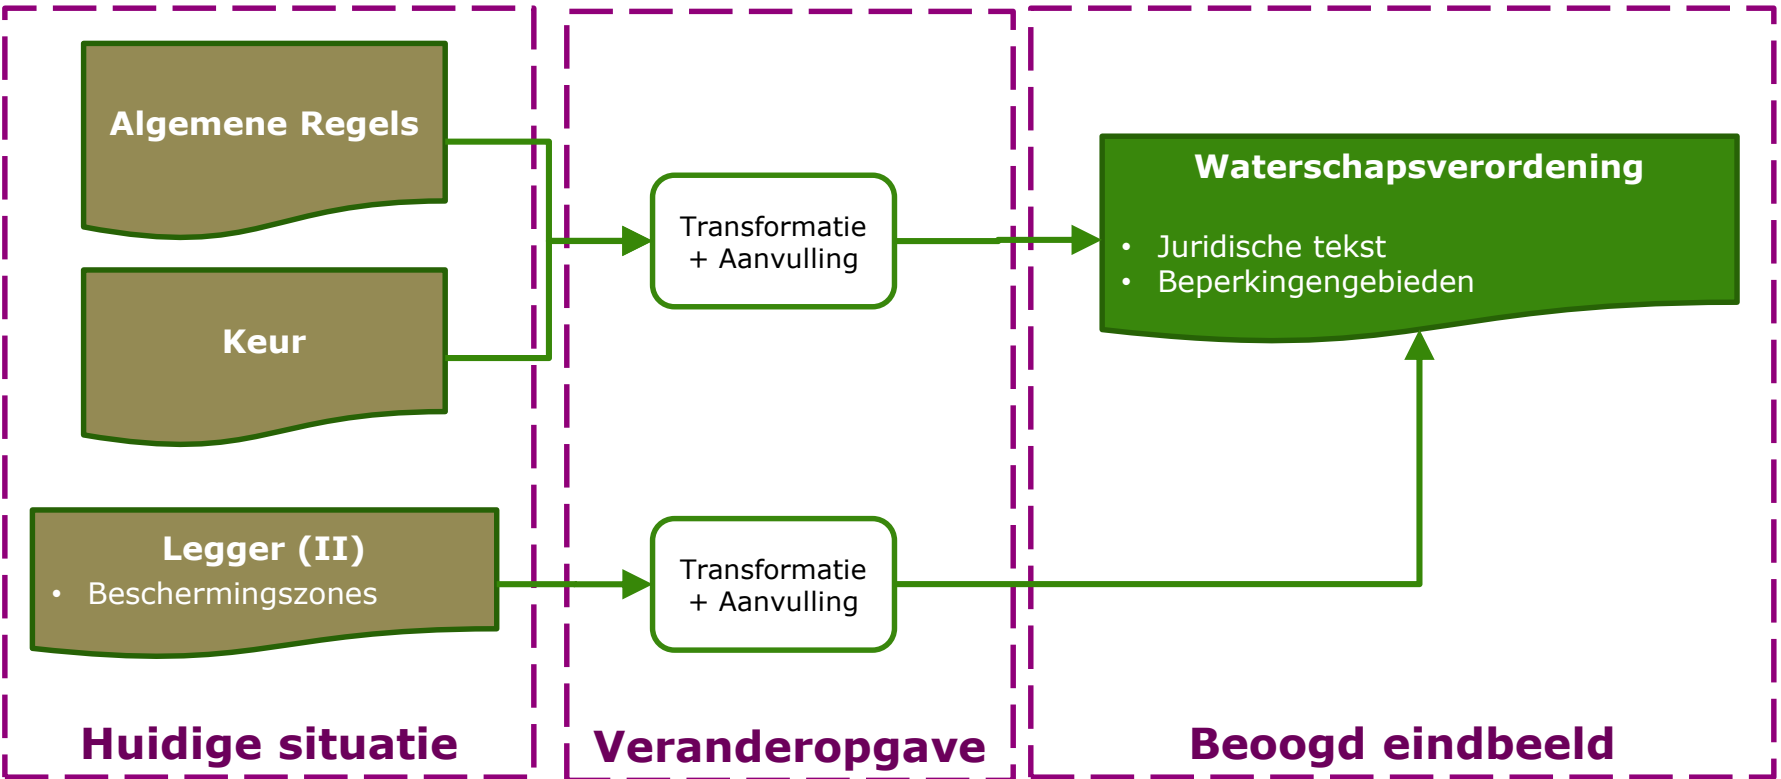 Algemene Regels
Keur
Legger (II)
• Beschermingszones
Huidige situatie
Transformatie
+ Aanvulling
Transformatie
+ Aanvulling
Veranderopgave
Waterschapsverordening
• Juridische tekst
• Beperkingengebieden
Beoogd eindbeeld